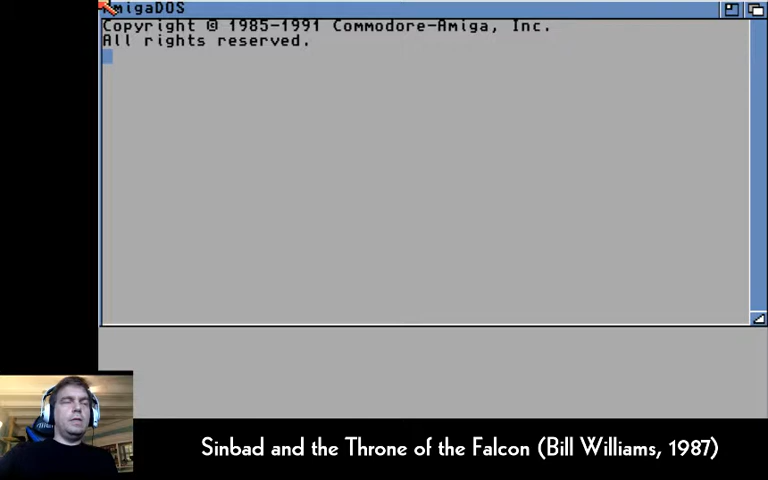 AmigaDOS
Copyright © 1985-1991 Commodore-Amiga, Inc.
All rights reserved.
Sinbad and the Throne of the Falcon (Bill Williams, 1987)